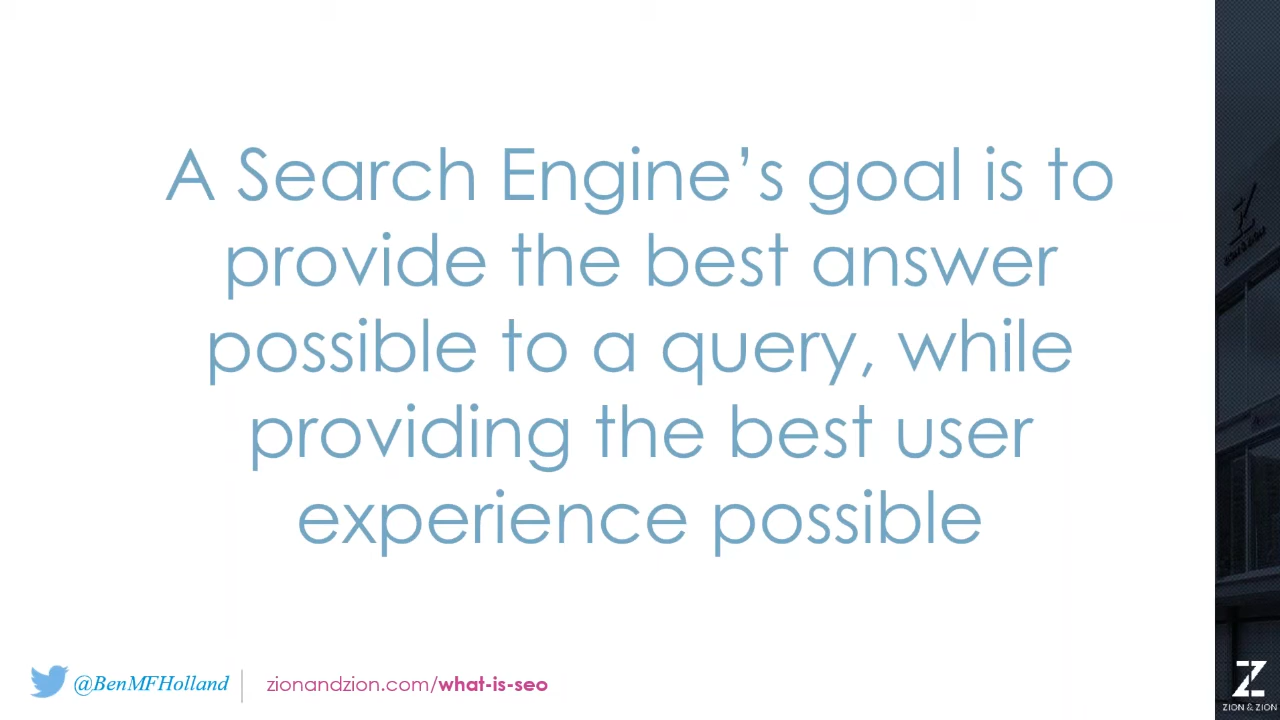 A Search Engine’s goal is to
provide the best answer
possible to a query, while
providing the best user
experience possible
@BenMFHolland
zionandzion.com/what-is-seo
ZION & ZION